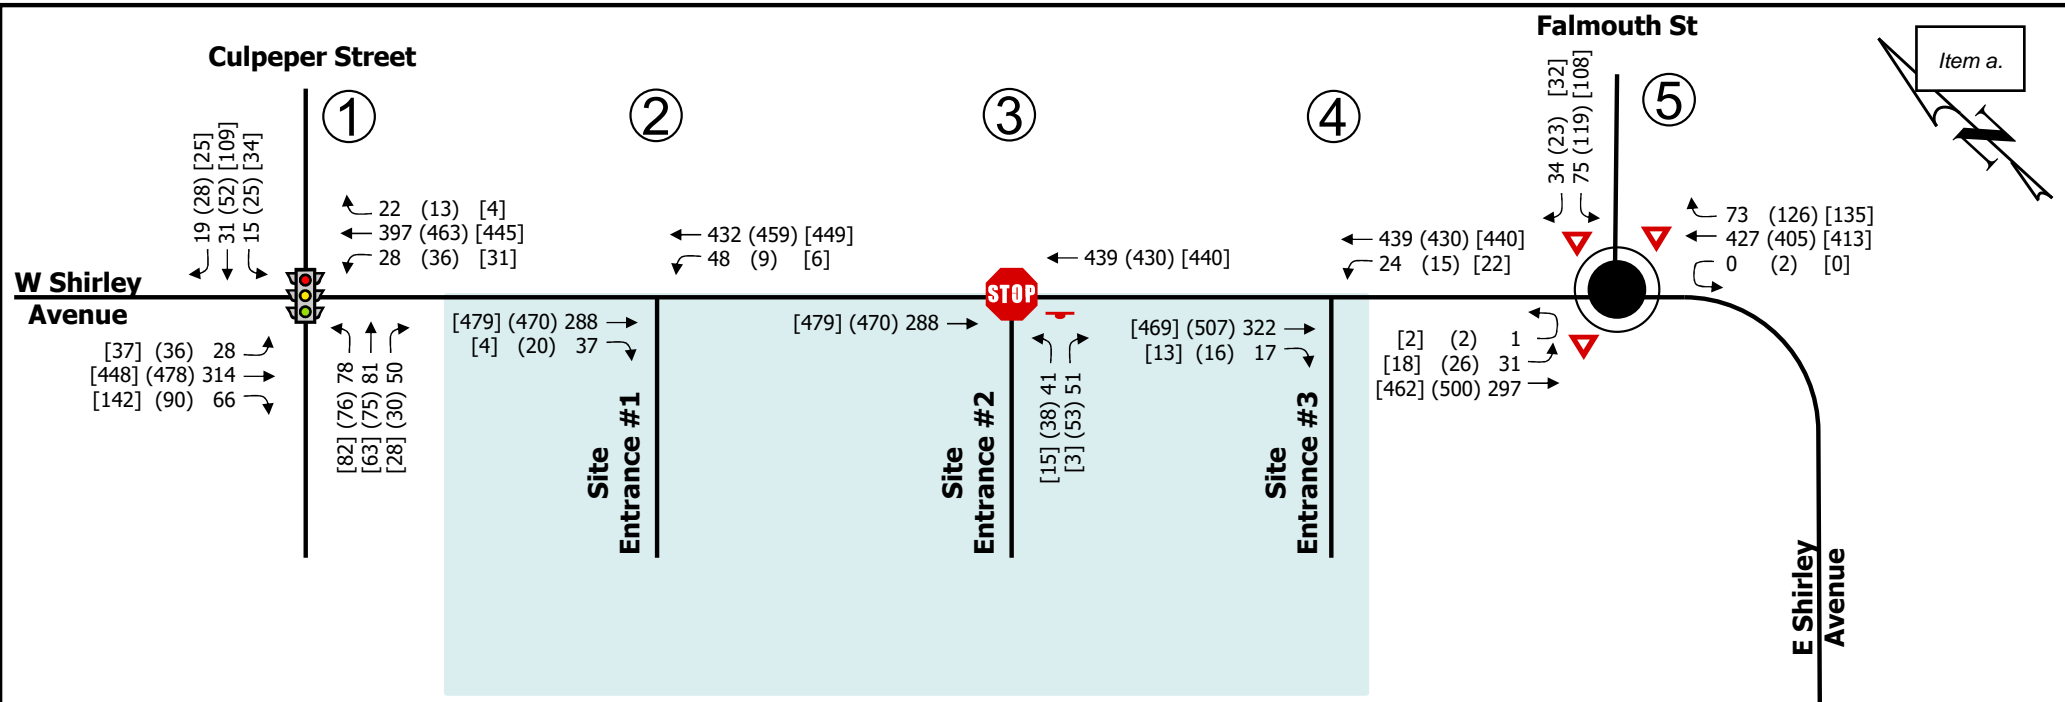 Culpeper Street
Falmouth St
Item a.
1
2
3
4
5
19 (28) [25]
31 (52) [109]
15 (25) [34]
22 (13) [4]
397 (463) [445]
28 (36) [31]
W Shirley
Avenue
[37] (36) 28
[448] (478) 314
[142] (90) 66
[82] (76) 78
[63] (75) 81
[28] (30) 50
432 (459) [449]
48 (9) [6]
[479] (470) 288
[4] (20) 37
Site
Entrance #1
439 (430) [440]
STOP
[479] (470) 288
[15] (38) 41
[3] (53) 51
Site
Entrance #2
439 (430) [440]
24 (15) [22]
[469] (507) 322
[13] (16) 17
Site
Entrance #3
34 (23) [32]
75 (119) [108]
73 (126) [135]
427 (405) [413]
0 (2) [0]
[2] (2) 1
[18] (26) 31
[462] (500) 297
N
E Shirley
Avenue